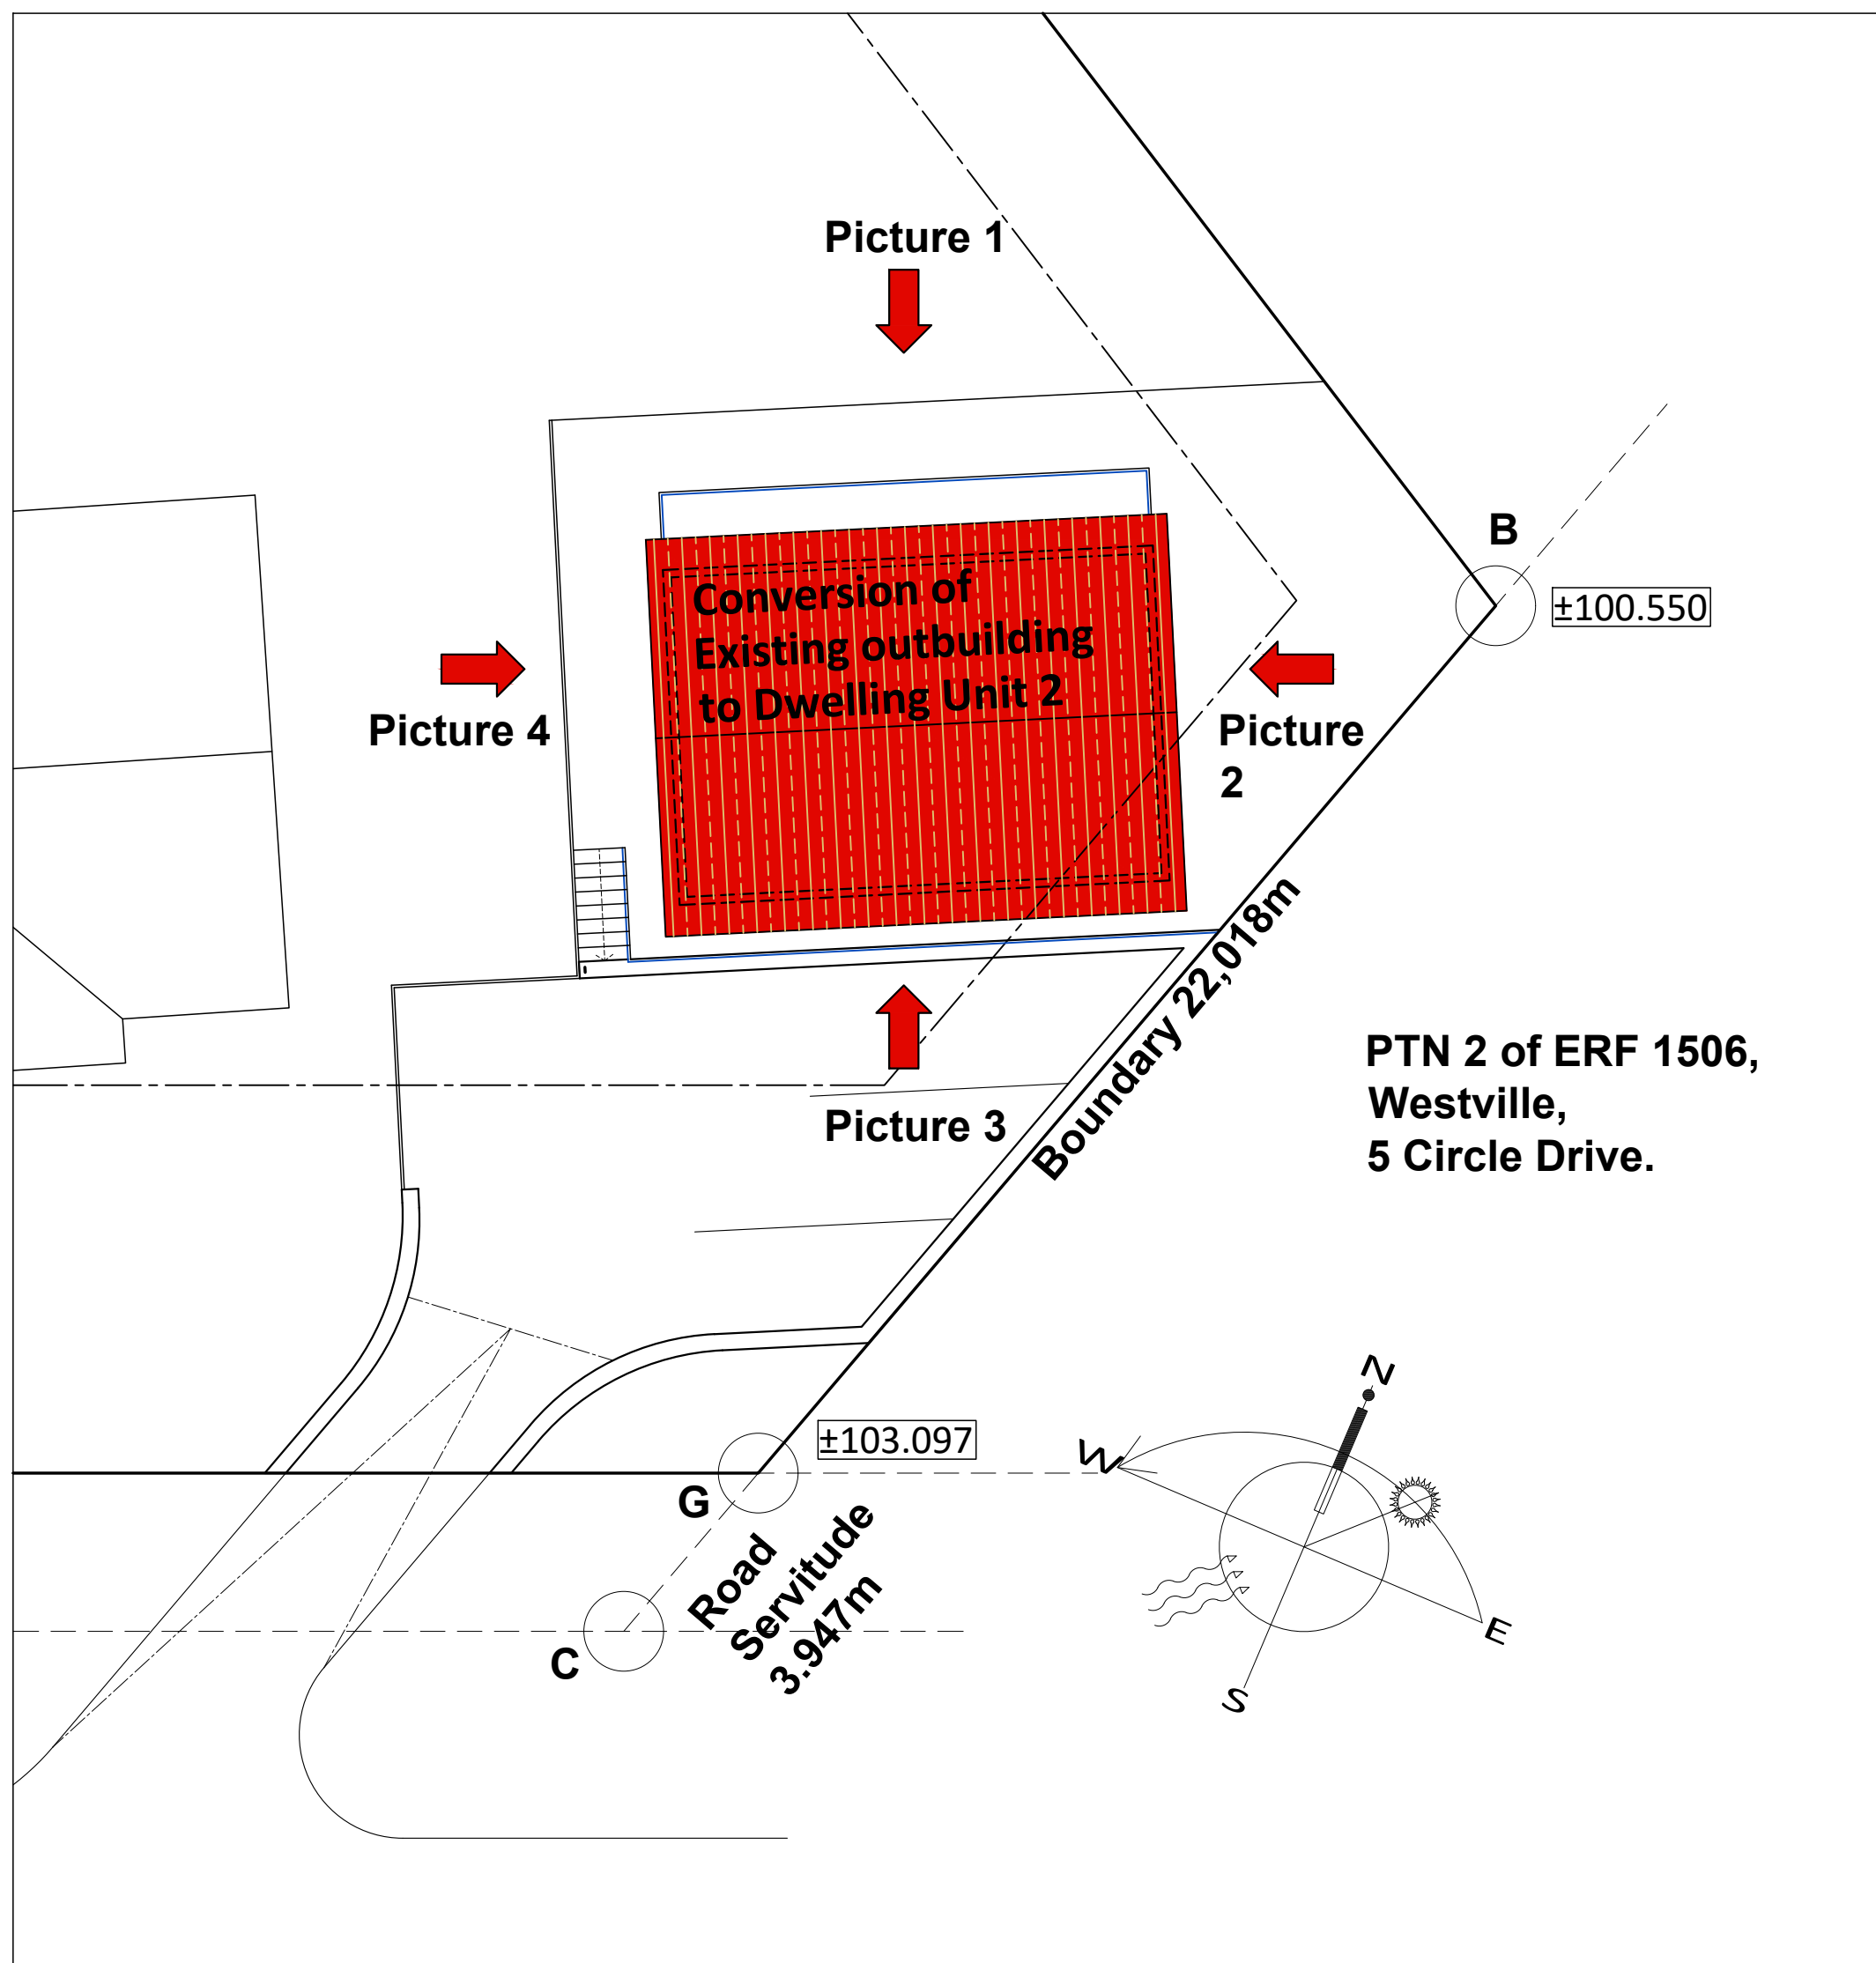 Picture 1
B
±100.550
Conversion of
Existing outbuilding
to Dwelling Unit 2
Picture 4
Picture
2
Boundary 22,018m
PTN 2 of ERF 1506,
Westville,
5 Circle Drive.
Picture 3
±103.097
G
Road
Servitude
3.947m
C
N
W
E
S